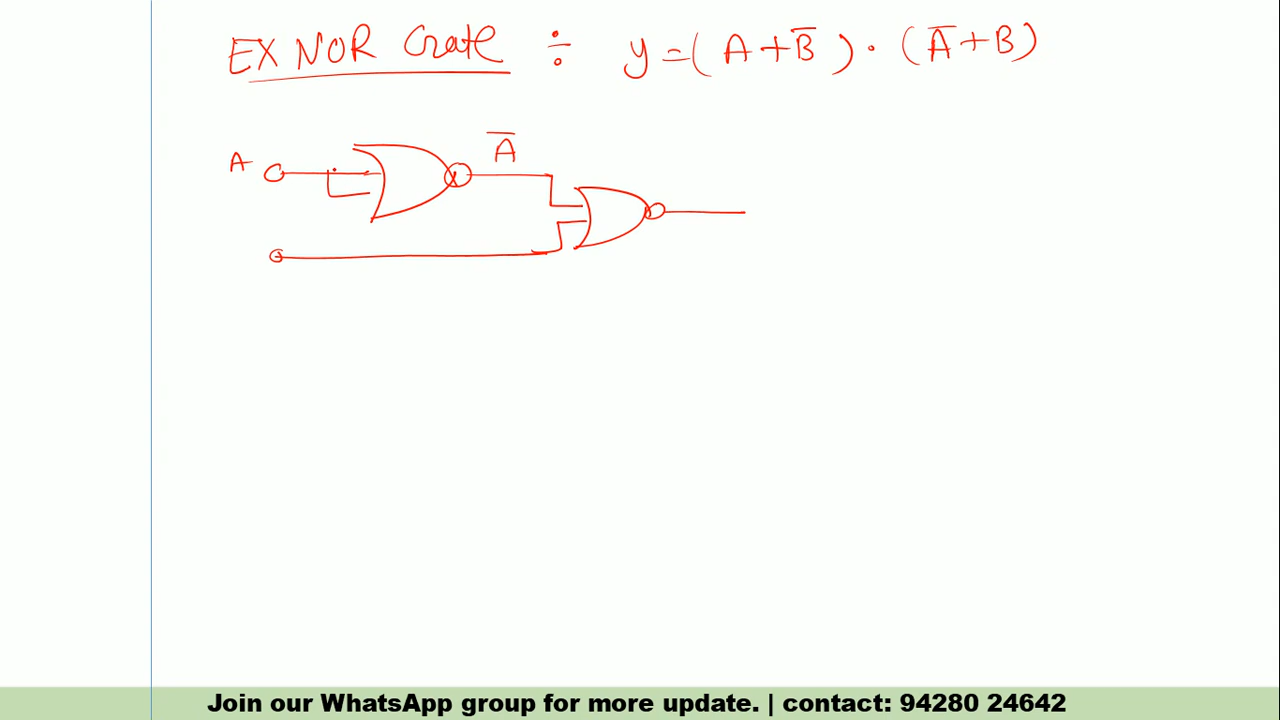 EX NOR Gate ÷ y = (A + B̅) · (A̅ + B)
A̅
A
Join our WhatsApp group for more update. | contact: 94280 24642